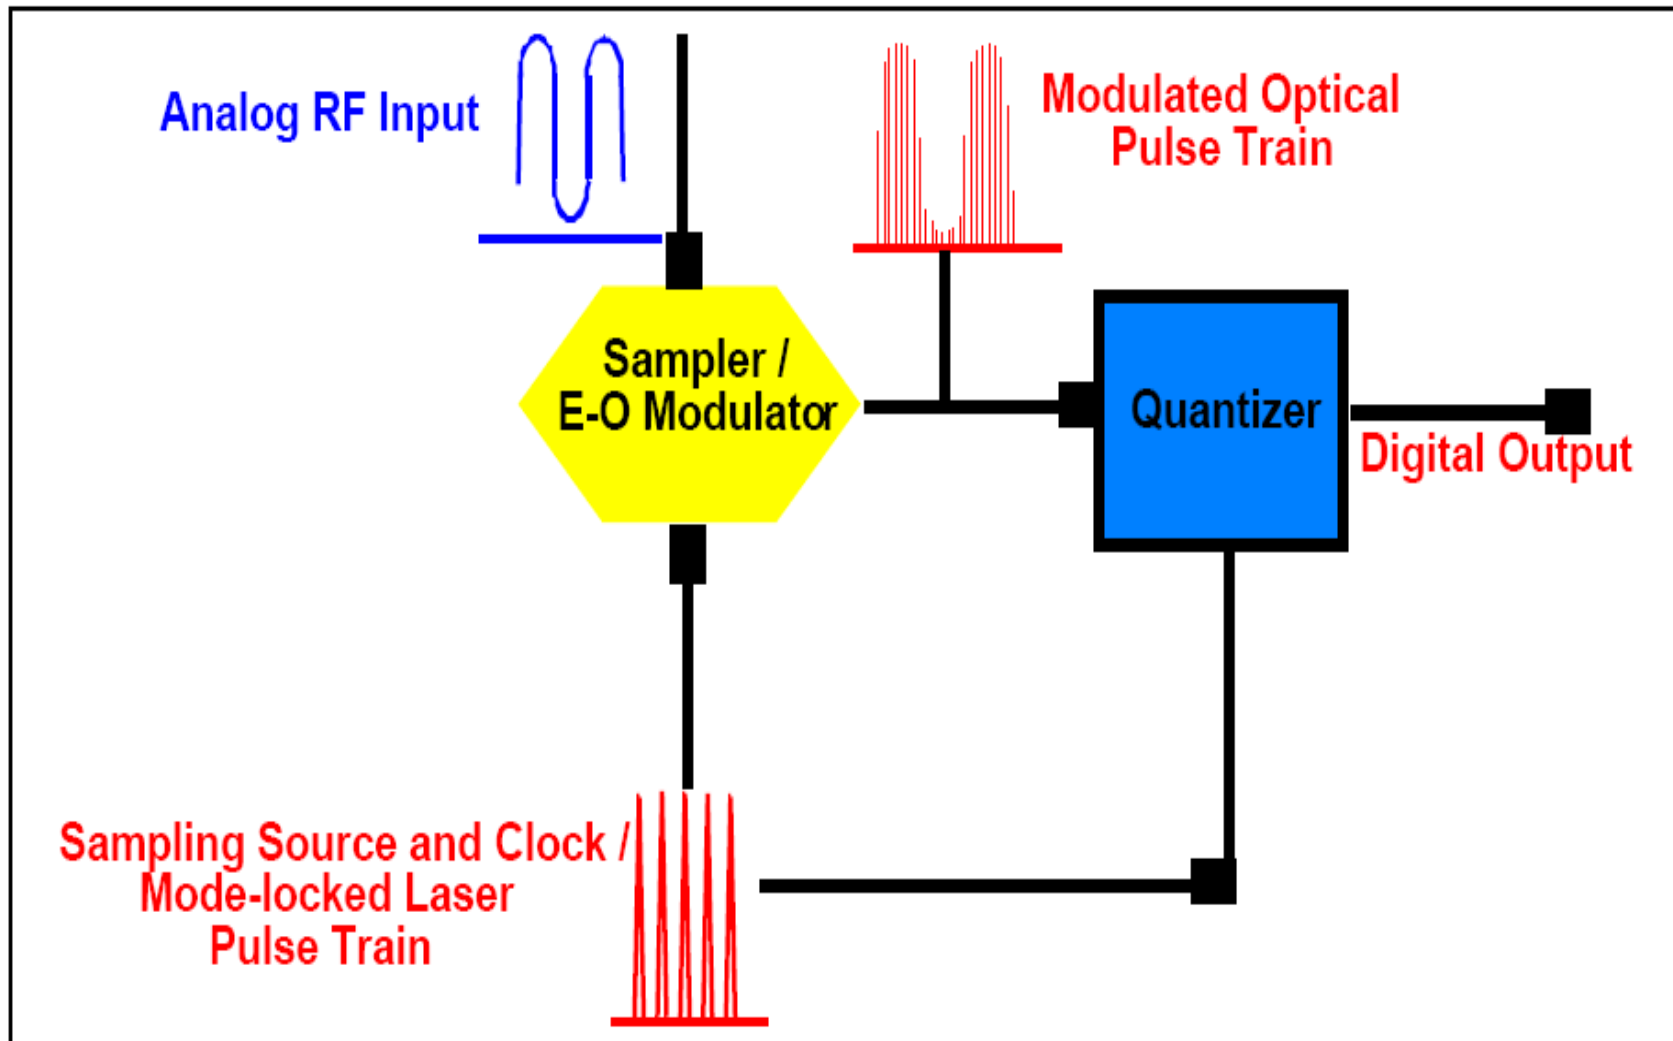 Analog RF Input
Modulated Optical
Pulse Train
Sampler /
E-O Modulator
Quantizer
Digital Output
Sampling Source and Clock /
Mode-locked Laser
Pulse Train